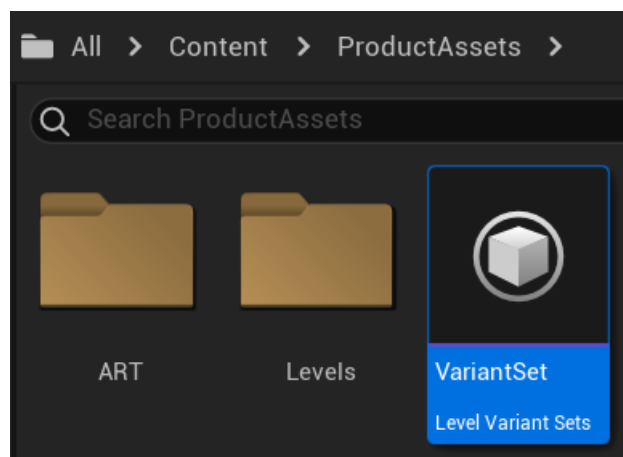 All > Content > ProductAssets >
Search ProductAssets
ART
Levels
VariantSet
Level Variant Sets